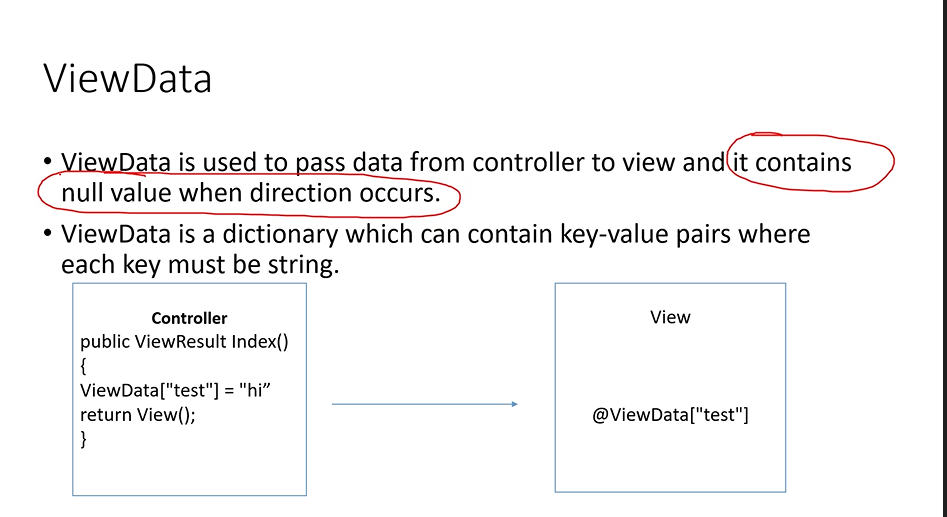 ViewData
• ViewData is used to pass data from controller to view and it contains
null value when direction occurs.
• ViewData is a dictionary which can contain key-value pairs where
each key must be string.
Controller
public ViewResult Index()
{
ViewData["test"] = "hi”
return View();
}
View
@ViewData["test"]